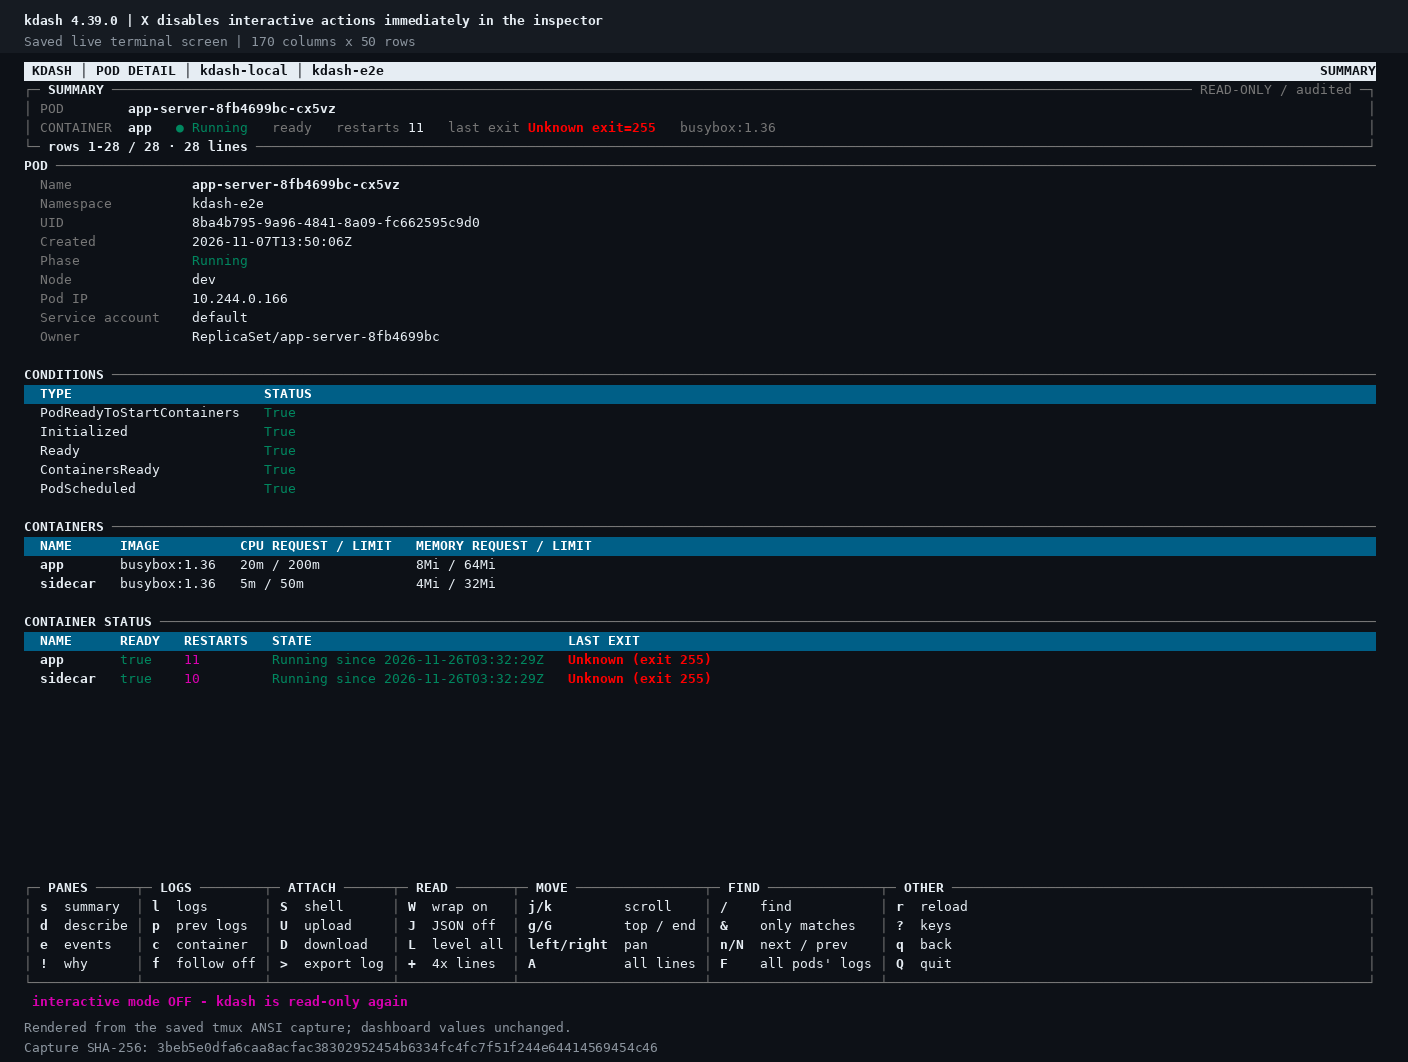 kdash 4.39.0 | X disables interactive actions immediately in the inspector
Saved live terminal screen | 170 columns x 50 rows
KDASH │ POD DETAIL │ kdash-local │ kdash-e2e SUMMARY
SUMMARY READ-ONLY / audited
POD app-server-8fb4699bc-cx5vz
CONTAINER app ● Running ready restarts 11 last exit Unknown exit=255 busybox:1.36
rows 1-28 / 28 · 28 lines
POD
Name app-server-8fb4699bc-cx5vz
Namespace kdash-e2e
UID 8ba4b795-9a96-4841-8a09-fc662595c9d0
Created 2026-11-07T13:50:06Z
Phase Running
Node dev
Pod IP 10.244.0.166
Service account default
Owner ReplicaSet/app-server-8fb4699bc
CONDITIONS
TYPE STATUS
PodReadyToStartContainers True
Initialized True
Ready True
ContainersReady True
PodScheduled True
CONTAINERS
NAME IMAGE CPU REQUEST / LIMIT MEMORY REQUEST / LIMIT
app busybox:1.36 20m / 200m 8Mi / 64Mi
sidecar busybox:1.36 5m / 50m 4Mi / 32Mi
CONTAINER STATUS
NAME READY RESTARTS STATE LAST EXIT
app true 11 Running since 2026-11-26T03:32:29Z Unknown (exit 255)
sidecar true 10 Running since 2026-11-26T03:32:29Z Unknown (exit 255)
PANES LOGS ATTACH READ MOVE FIND OTHER
s summary │ l logs │ S shell │ W wrap on │ j/k scroll │ / find │ r reload
d describe │ p prev logs │ U upload │ J JSON off │ g/G top / end │ & only matches │ ? keys
e events │ c container │ D download │ L level all │ left/right pan │ n/N next / prev │ q back
! why │ f follow off │ > export log │ + 4x lines │ A all lines │ F all pods' logs │ Q quit
interactive mode OFF - kdash is read-only again
Rendered from the saved tmux ANSI capture; dashboard values unchanged.
Capture SHA-256: 3beb5e0dfa6caa8acfac38302952454b6334fc4fc7f51f244e64414569454c46